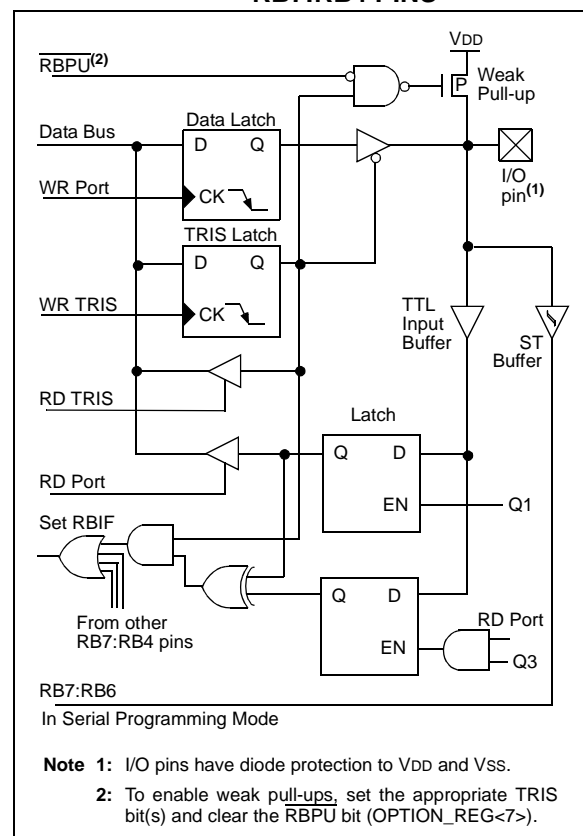 RBPU(2)
VDD
P
Weak
Pull-up
Data Bus
Data Latch
D Q
I/O
pin(1)
WR Port
CK
TRIS Latch
D Q
WR TRIS
CK
TTL
Input
Buffer
ST
Buffer
RD TRIS
Latch
Q D
RD Port
EN
Q1
Set RBIF
Q D
RD Port
From other
RB7:RB4 pins
EN
Q3
RB7:RB6
In Serial Programming Mode
Note 1: I/O pins have diode protection to VDD and VSS.
2: To enable weak pull-ups, set the appropriate TRIS
bit(s) and clear the RBPU bit (OPTION_REG<7>).